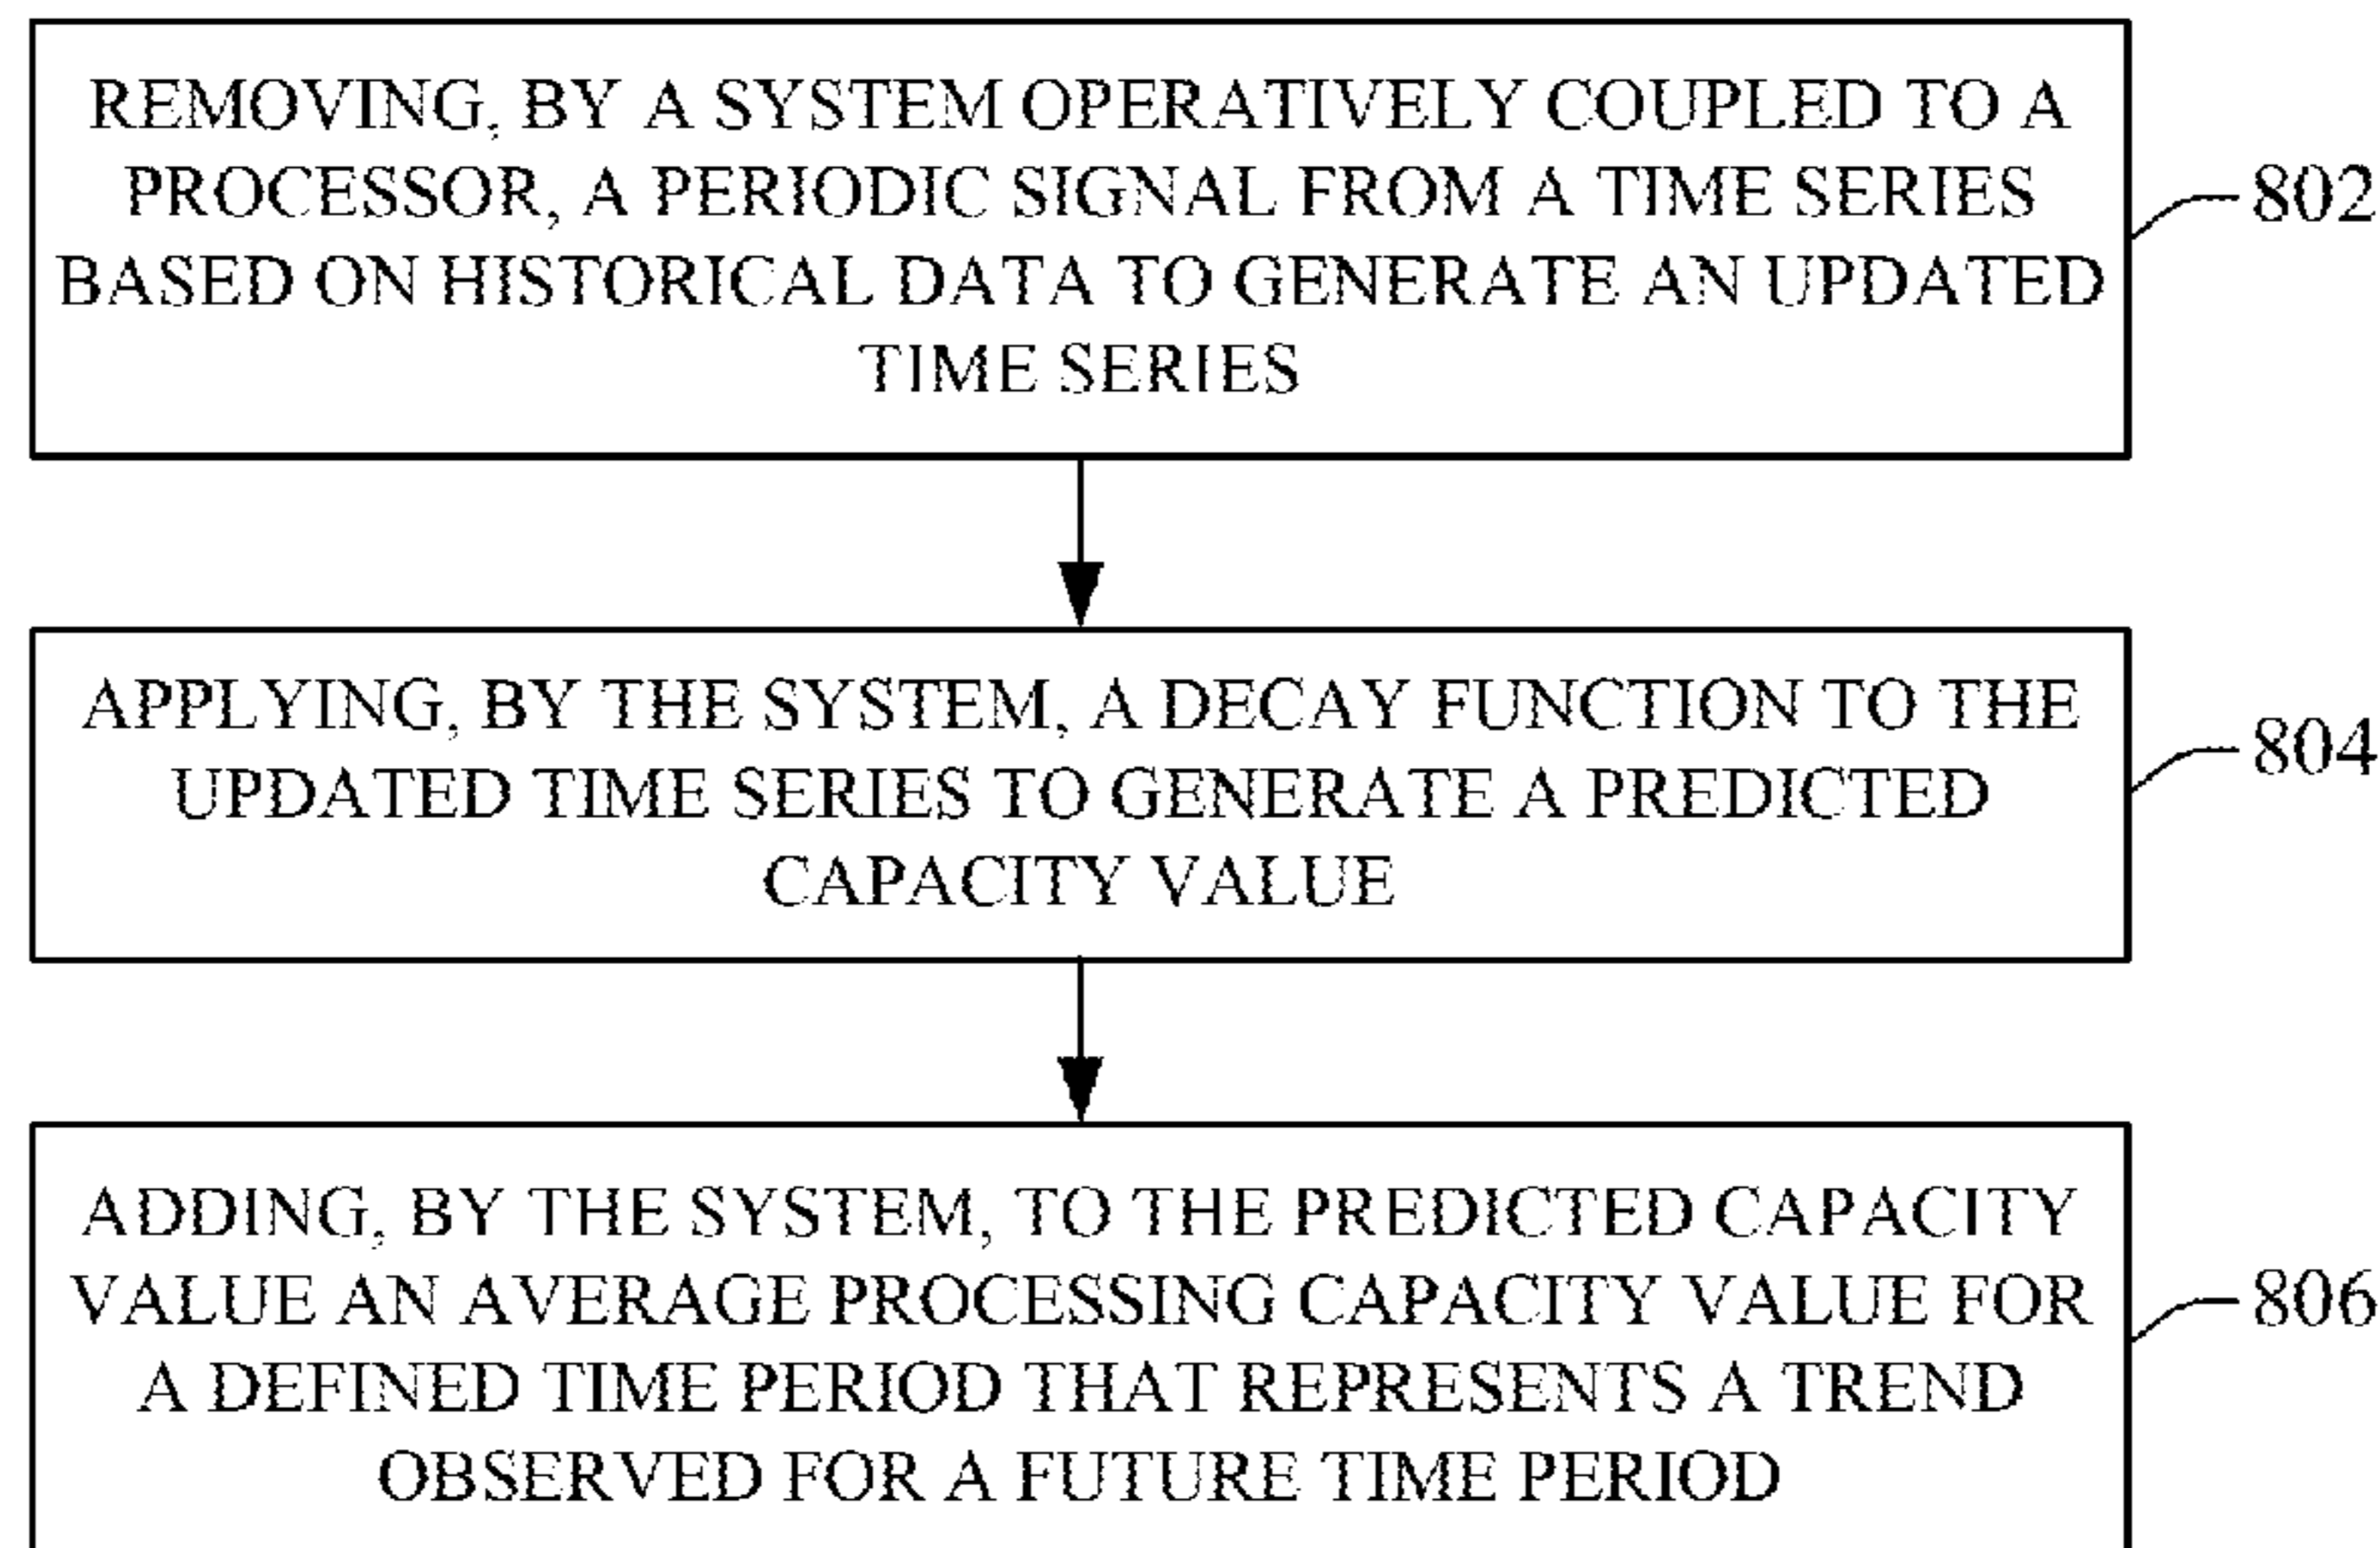 REMOVING, BY A SYSTEM OPERATIVELY COUPLED TO A
PROCESSOR, A PERIODIC SIGNAL FROM A TIME SERIES
BASED ON HISTORICAL DATA TO GENERATE AN UPDATED
TIME SERIES
802
APPLYING, BY THE SYSTEM, A DECAY FUNCTION TO THE
UPDATED TIME SERIES TO GENERATE A PREDICTED
CAPACITY VALUE
804
ADDING, BY THE SYSTEM, TO THE PREDICTED CAPACITY
VALUE AN AVERAGE PROCESSING CAPACITY VALUE FOR
A DEFINED TIME PERIOD THAT REPRESENTS A TREND
OBSERVED FOR A FUTURE TIME PERIOD
806